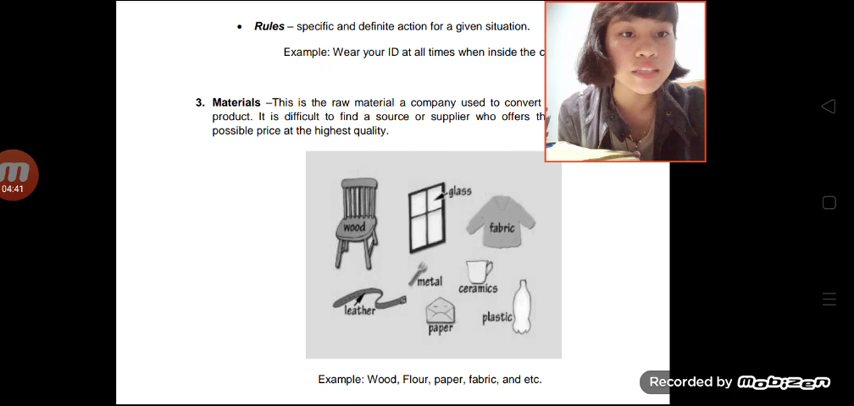 • Rules – specific and definite action for a given situation.
Example: Wear your ID at all times when inside the c
3. Materials –This is the raw material a company used to convert
product. It is difficult to find a source or supplier who offers th
possible price at the highest quality.
glass
wood
fabric
metal
ceramics
leather
paper
plastic
Example: Wood, Flour, paper, fabric, and etc.
04:41
Recorded by mobizen